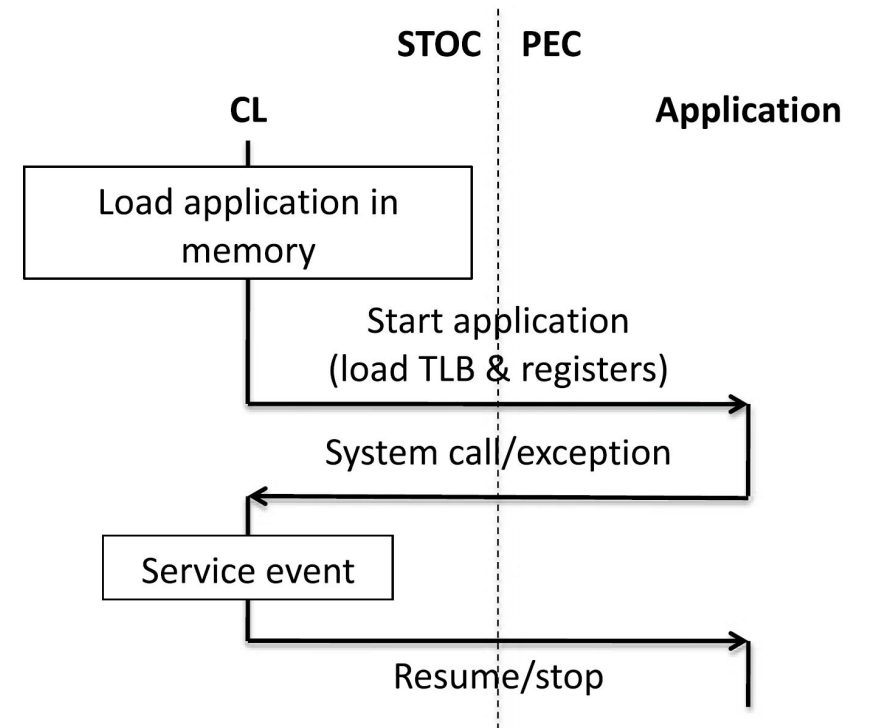 STOC PEC
CL
Application
Load application in
memory
Start application
(load TLB & registers)
System call/exception
Service event
Resume/stop